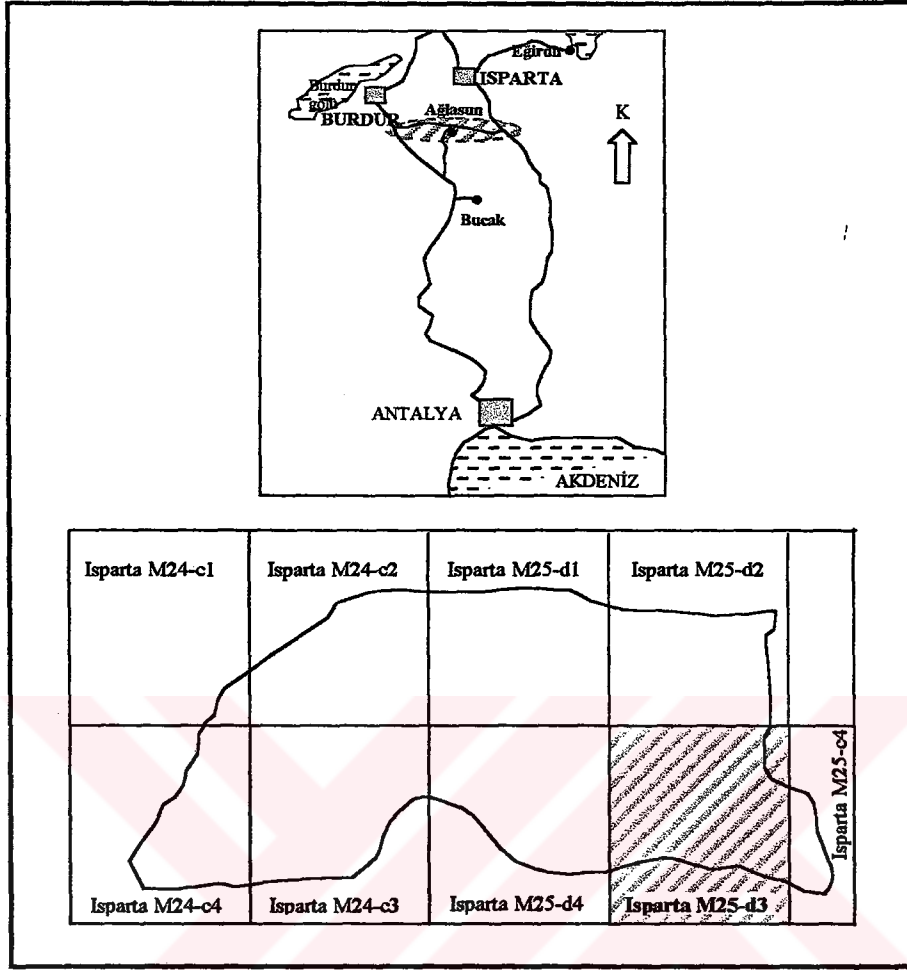 Eğirdir
ISPARTA
Burdur
gölü
BURDUR
Ağlasun
K
Bucak
ANTALYA
AKDENİZ
Isparta M24-c1
Isparta M24-c2
Isparta M25-d1
Isparta M25-d2
Isparta M25-c4
Isparta M24-c4
Isparta M24-c3
Isparta M25-d4
Isparta M25-d3